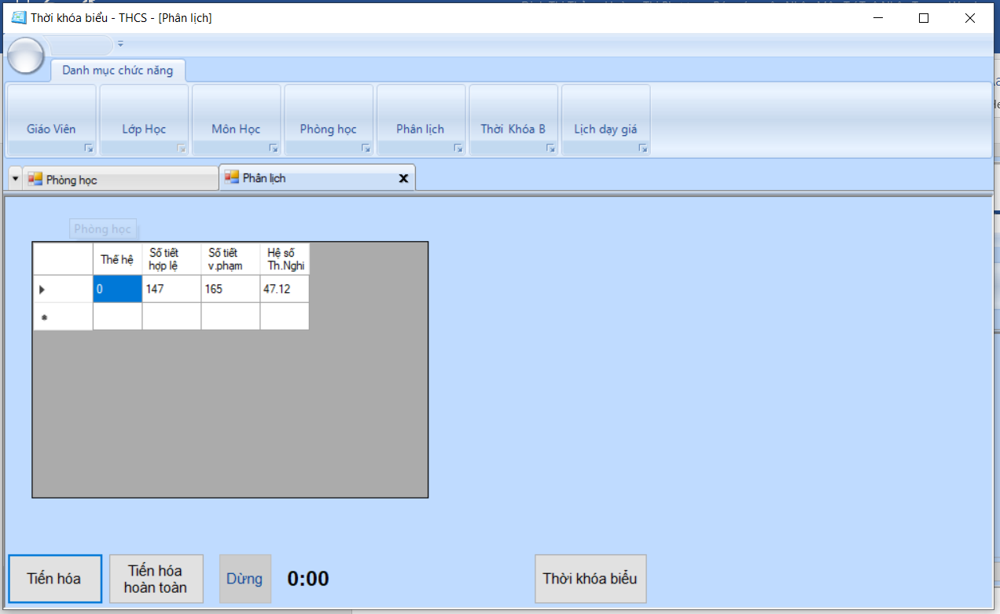 Thời khóa biểu - THCS - [Phân lịch]
Danh mục chức năng
Giáo Viên
Lớp Học
Môn Học
Phòng học
Phân lịch
Thời Khóa B
Lịch dạy giá
Phòng học
Phân lịch
Phòng học
Thế hệ
Số tiết
hợp lệ
Số tiết
v.phạm
Hệ số
Th.Nghi
0 147 165 47.12
Tiến hóa
Tiến hóa
hoàn toàn
Dừng
0:00
Thời khóa biểu